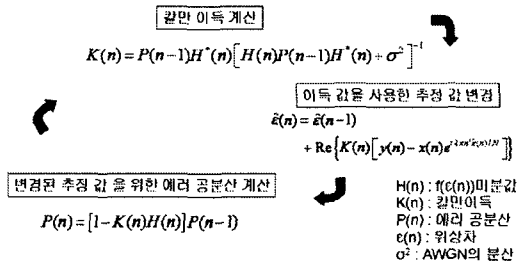 칼만 이득 계산
K(n) = P(n−1)H*(n)[H(n)P(n−1)H*(n) + σ²]⁻¹
이득 값을 사용한 추정 값 변경
ε̂(n) = ε̂(n−1)
+ Re{K(n)[y(n) − x(n)e
변경된 추정 값 을 위한 에러 공분산 계산
P(n) = [1−K(n)H(n)]P(n−1)
H(n) : f(ε(n))미분값
K(n) : 칼만이득
P(n) : 에러 공분산
ε(n) : 위상차
σ² : AWGN의 분산